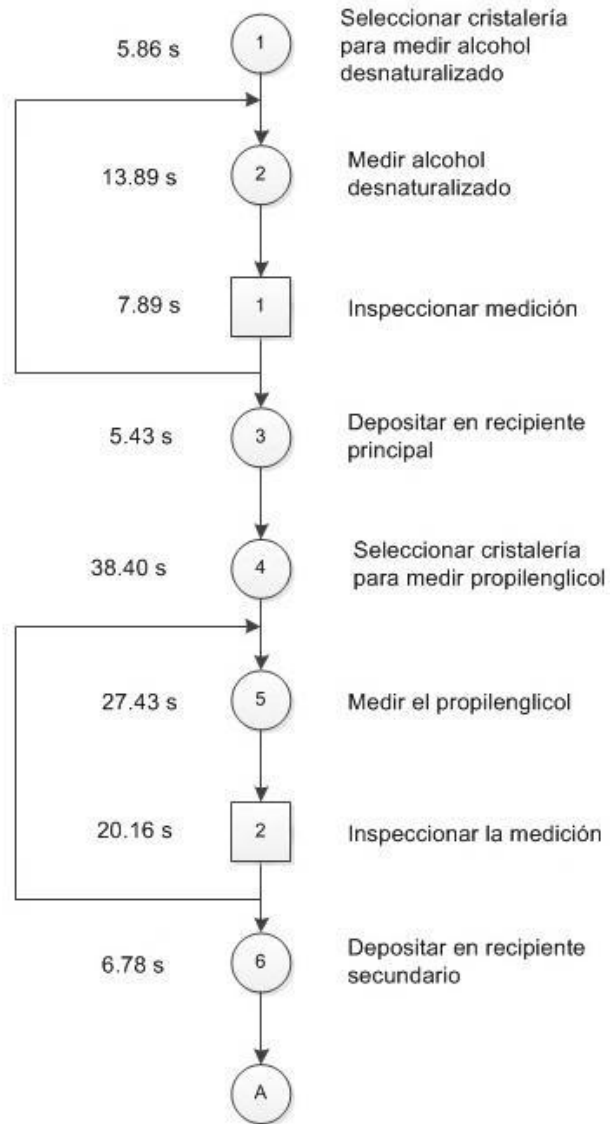 Seleccionar cristalería
5.86 s
1
para medir alcohol
desnaturalizado
13.89 s
2
Medir alcohol
desnaturalizado
7.89 s
1
Inspeccionar medición
5.43 s
3
Depositar en recipiente
principal
38.40 s
4
Seleccionar cristalería
para medir propilenglicol
27.43 s
5
Medir el propilenglicol
20.16 s
2
Inspeccionar la medición
6.78 s
6
Depositar en recipiente
secundario
A